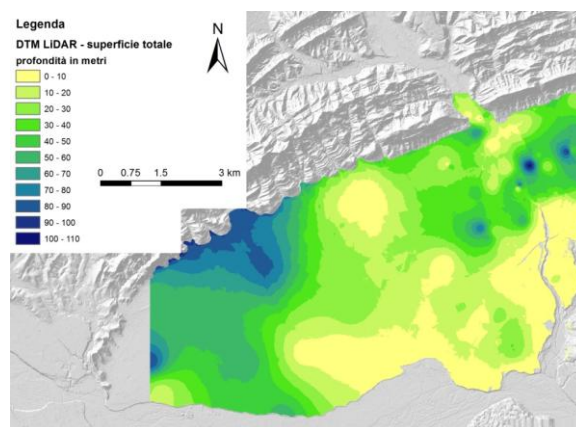 Legenda
DTM LiDAR - superficie totale
profondità in metri
0 - 10
10 - 20
20 - 30
30 - 40
40 - 50
50 - 60
60 - 70
70 - 80
80 - 90
90 - 100
100 - 110
N
0 0.75 1.5 3 km